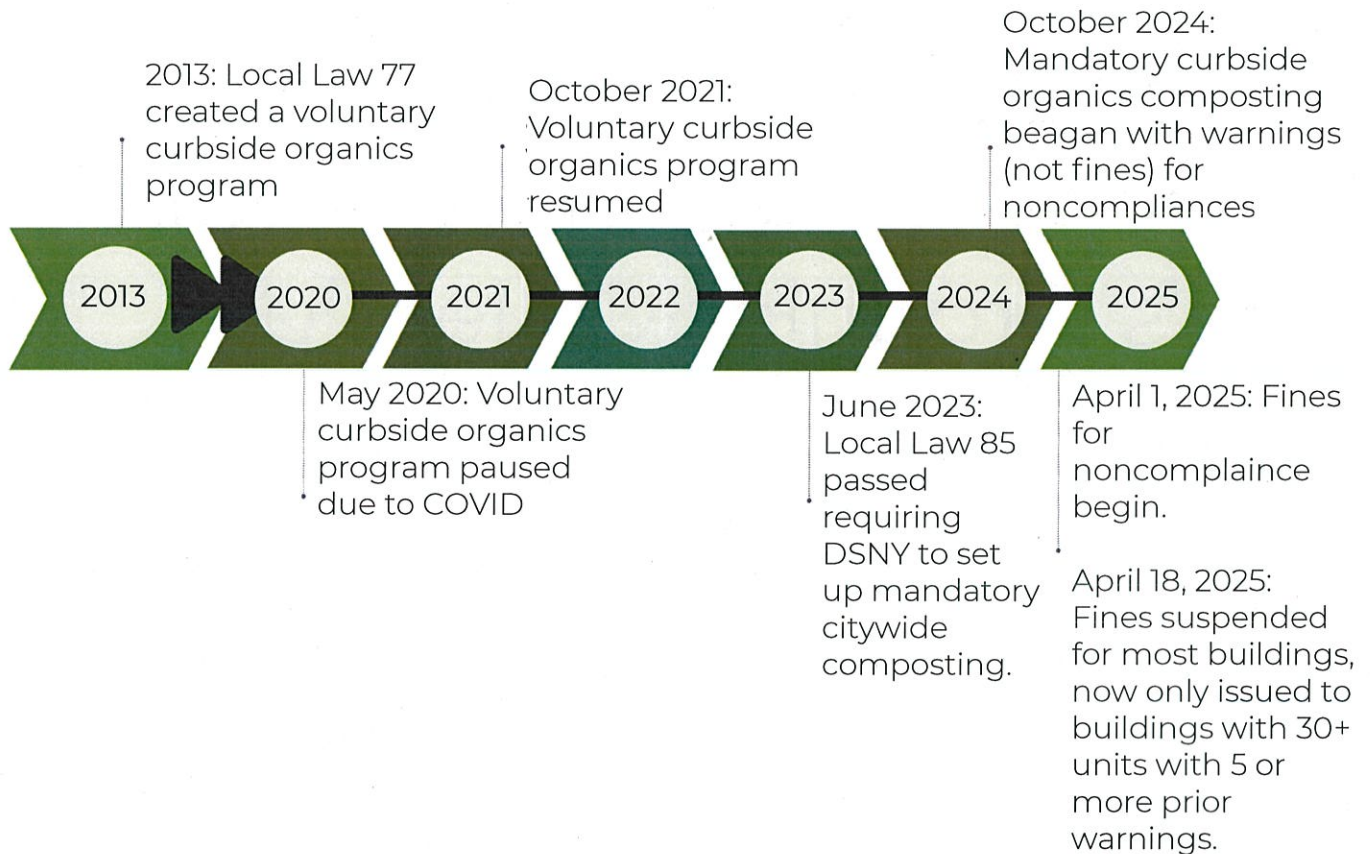 2013: Local Law 77
created a voluntary
curbside organics
program
October 2021:
Voluntary curbside
organics program
resumed
October 2024:
Mandatory curbside
organics composting
beagan with warnings
(not fines) for
noncompliances
2013
2020
2021
2022
2023
2024
2025
May 2020: Voluntary
curbside organics
program paused
due to COVID
June 2023:
Local Law 85
passed
requiring
DSNY to set
up mandatory
citywide
composting.
April 1, 2025: Fines
for
noncomplaince
begin.
April 18, 2025:
Fines suspended
for most buildings,
now only issued to
buildings with 30+
units with 5 or
more prior
warnings.